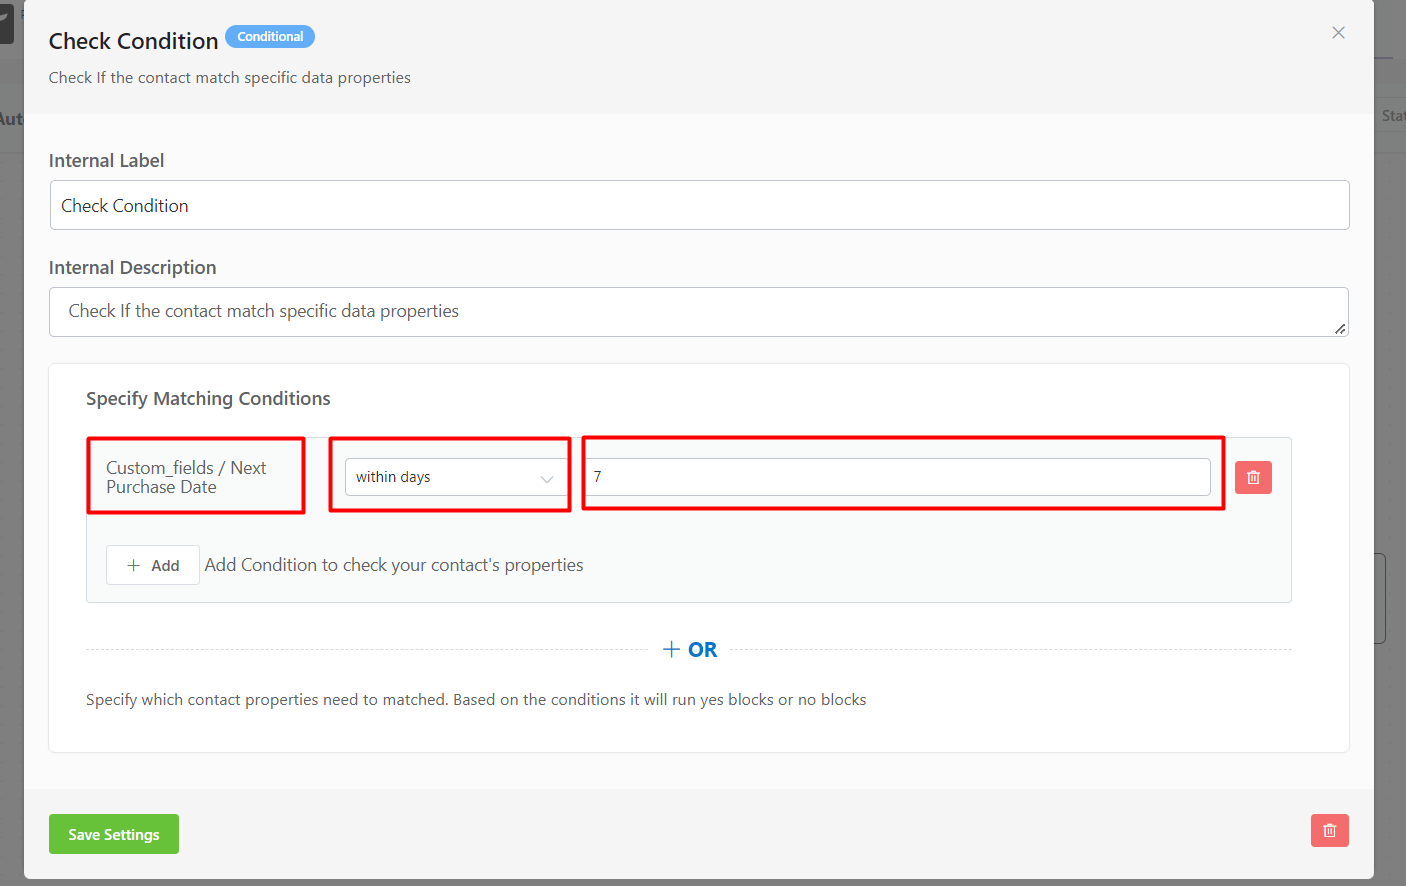 Check Condition Conditional
Check If the contact match specific data properties
Aut
Stat
Internal Label
Check Condition
Internal Description
Check If the contact match specific data properties
Specify Matching Conditions
Custom_fields / Next
Purchase Date
within days
7
Add Add Condition to check your contact's properties
+ OR
Specify which contact properties need to matched. Based on the conditions it will run yes blocks or no blocks
Save Settings